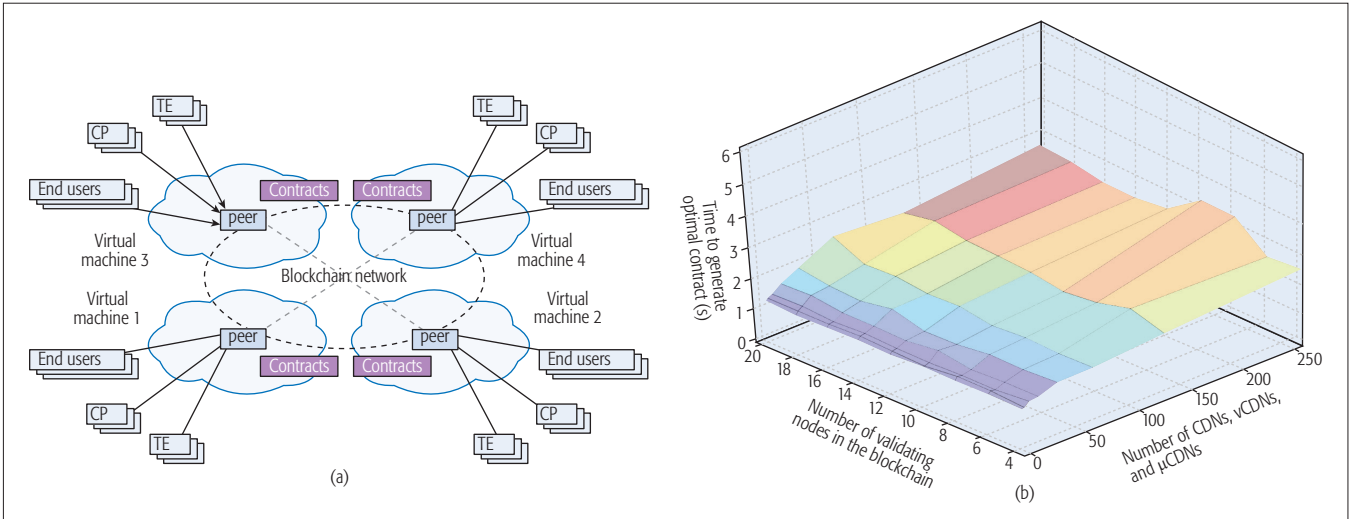 TE
CP
End users
Contracts
peer
Virtual
machine 3
TE
CP
End users
Contracts
peer
Virtual
machine 4
Blockchain network
Virtual
machine 1
peer
End users
Contracts
CP
TE
Virtual
machine 2
peer
End users
Contracts
CP
TE
(a)
6
5
4
3
2
1
0
Time to generate
optimal contract (s)
20
18
16
14
12
10
8
6
4
Number of validating
nodes in the blockchain
0
50
100
150
200
250
Number of CDNs, vCDNs,
and μCDNs
(b)